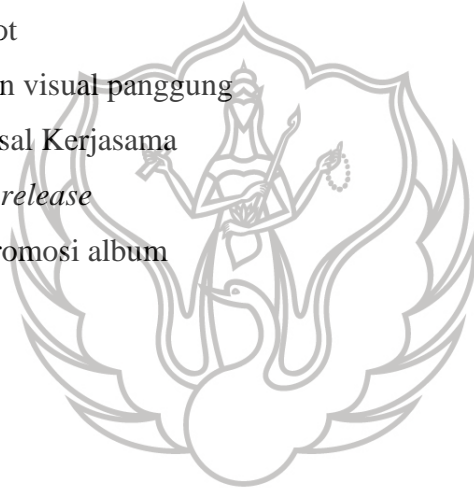 ot
n visual panggung
sal Kerjasama
release
romosi album